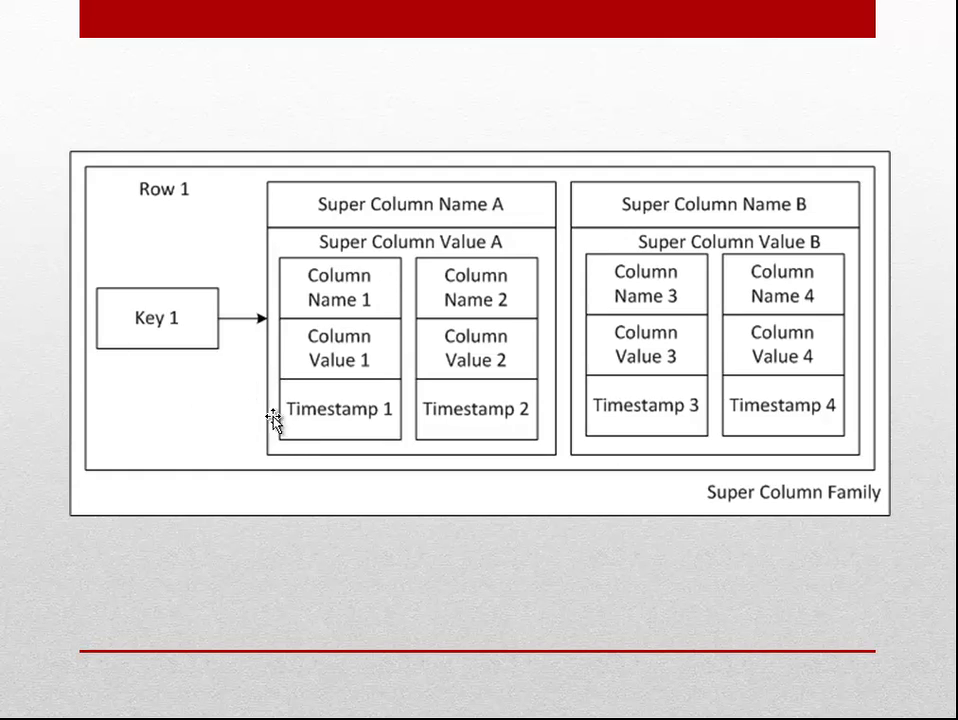 Row 1
Key 1
Super Column Name A
Super Column Value A
Column
Name 1
Column
Value 1
Timestamp 1
Column
Name 2
Column
Value 2
Timestamp 2
Super Column Name B
Super Column Value B
Column
Name 3
Column
Value 3
Timestamp 3
Column
Name 4
Column
Value 4
Timestamp 4
Super Column Family